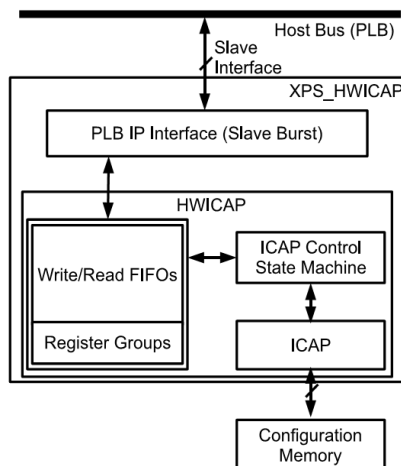 Host Bus (PLB)
Slave
Interface
XPS_HWICAP
PLB IP Interface (Slave Burst)
HWICAP
Write/Read FIFOs
Register Groups
ICAP Control
State Machine
ICAP
Configuration
Memory